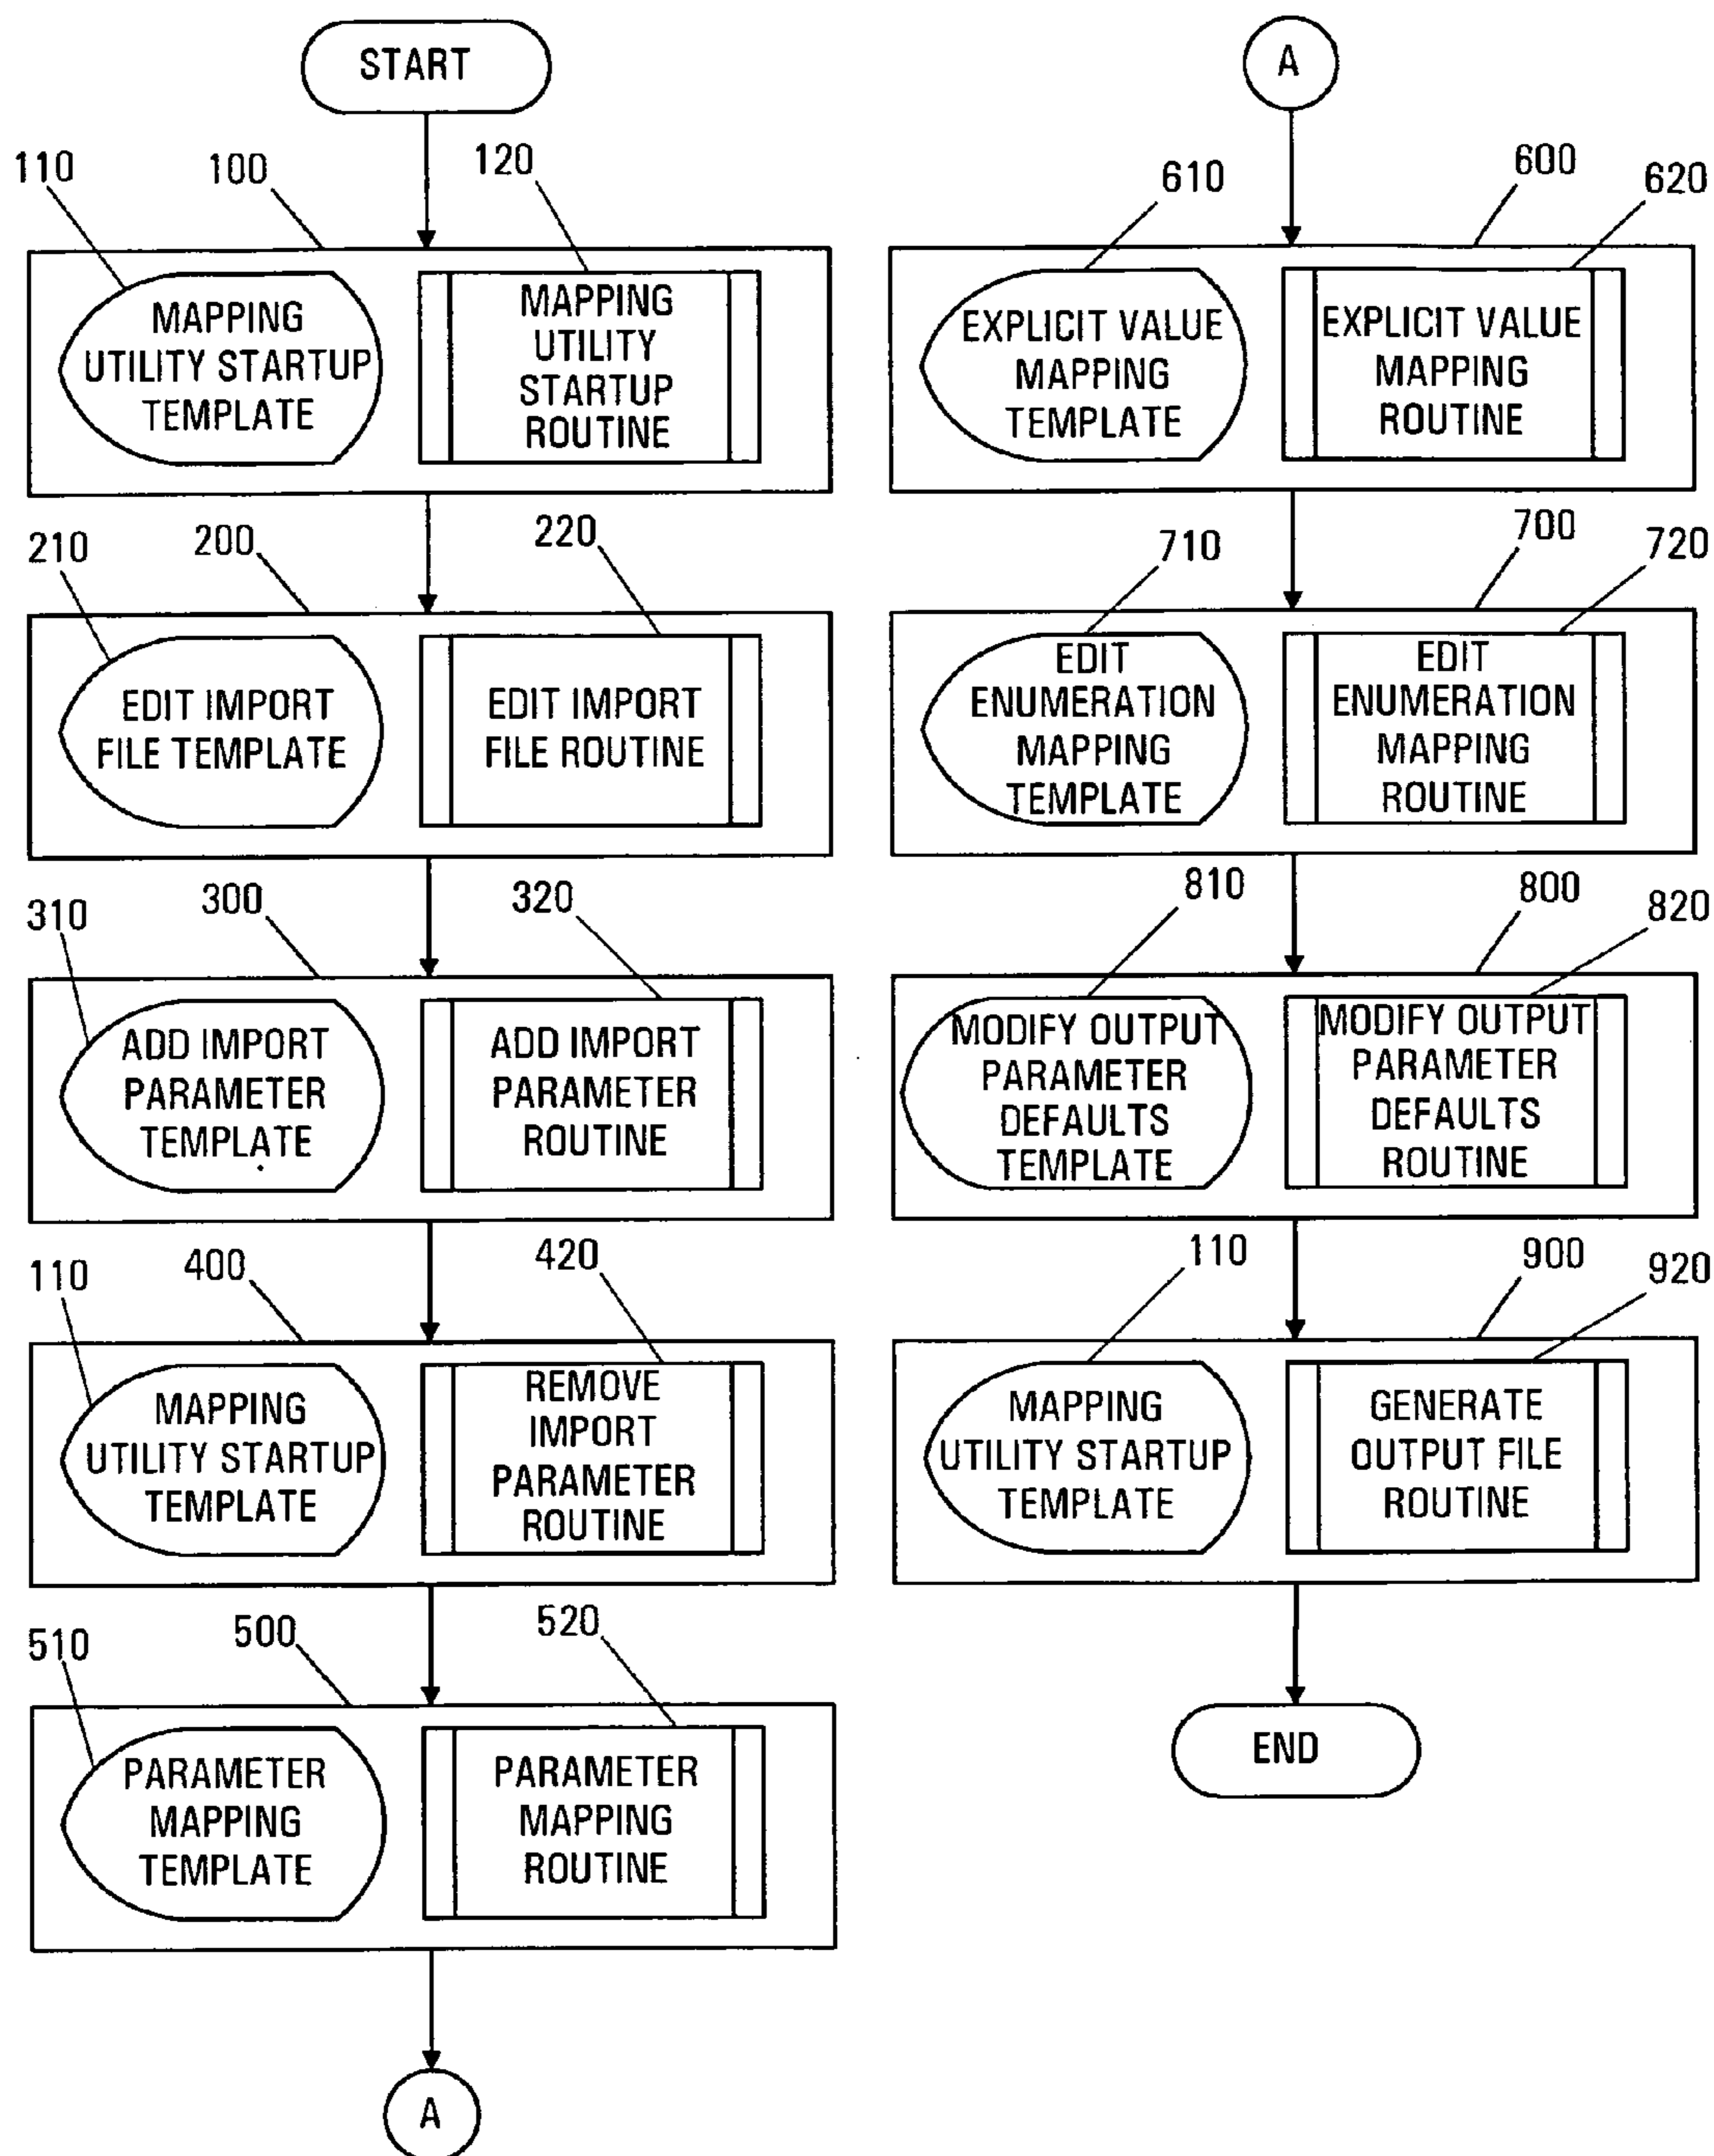 START
110
100
120
MAPPING
UTILITY STARTUP
TEMPLATE
MAPPING
UTILITY
STARTUP
ROUTINE
210
200
220
EDIT IMPORT
FILE TEMPLATE
EDIT IMPORT
FILE ROUTINE
310
300
320
ADD IMPORT
PARAMETER
TEMPLATE
ADD IMPORT
PARAMETER
ROUTINE
110
400
420
MAPPING
UTILITY STARTUP
TEMPLATE
REMOVE
IMPORT
PARAMETER
ROUTINE
510
500
520
PARAMETER
MAPPING
TEMPLATE
PARAMETER
MAPPING
ROUTINE
A
A
610
600
620
EXPLICIT VALUE
MAPPING
TEMPLATE
EXPLICIT VALUE
MAPPING
ROUTINE
710
700
720
EDIT
ENUMERATION
MAPPING
TEMPLATE
EDIT
ENUMERATION
MAPPING
ROUTINE
810
800
820
MODIFY OUTPUT
PARAMETER
DEFAULTS
TEMPLATE
MODIFY OUTPUT
PARAMETER
DEFAULTS
ROUTINE
110
900
920
MAPPING
UTILITY STARTUP
TEMPLATE
GENERATE
OUTPUT FILE
ROUTINE
END